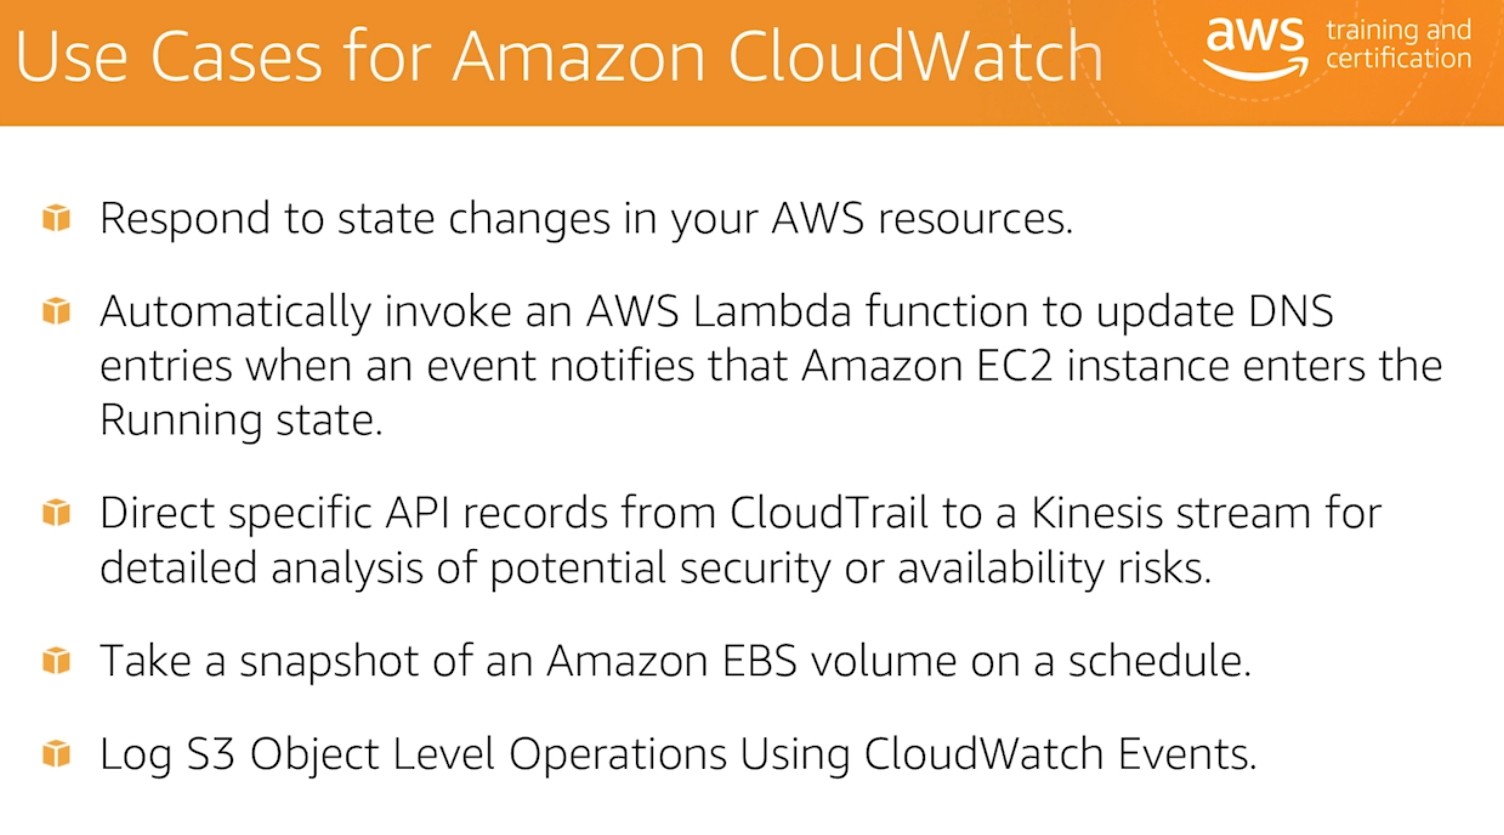 Use Cases for Amazon CloudWatch
aws training and
certification
Respond to state changes in your AWS resources.
Automatically invoke an AWS Lambda function to update DNS
entries when an event notifies that Amazon EC2 instance enters the
Running state.
Direct specific API records from CloudTrail to a Kinesis stream for
detailed analysis of potential security or availability risks.
Take a snapshot of an Amazon EBS volume on a schedule.
Log S3 Object Level Operations Using CloudWatch Events.